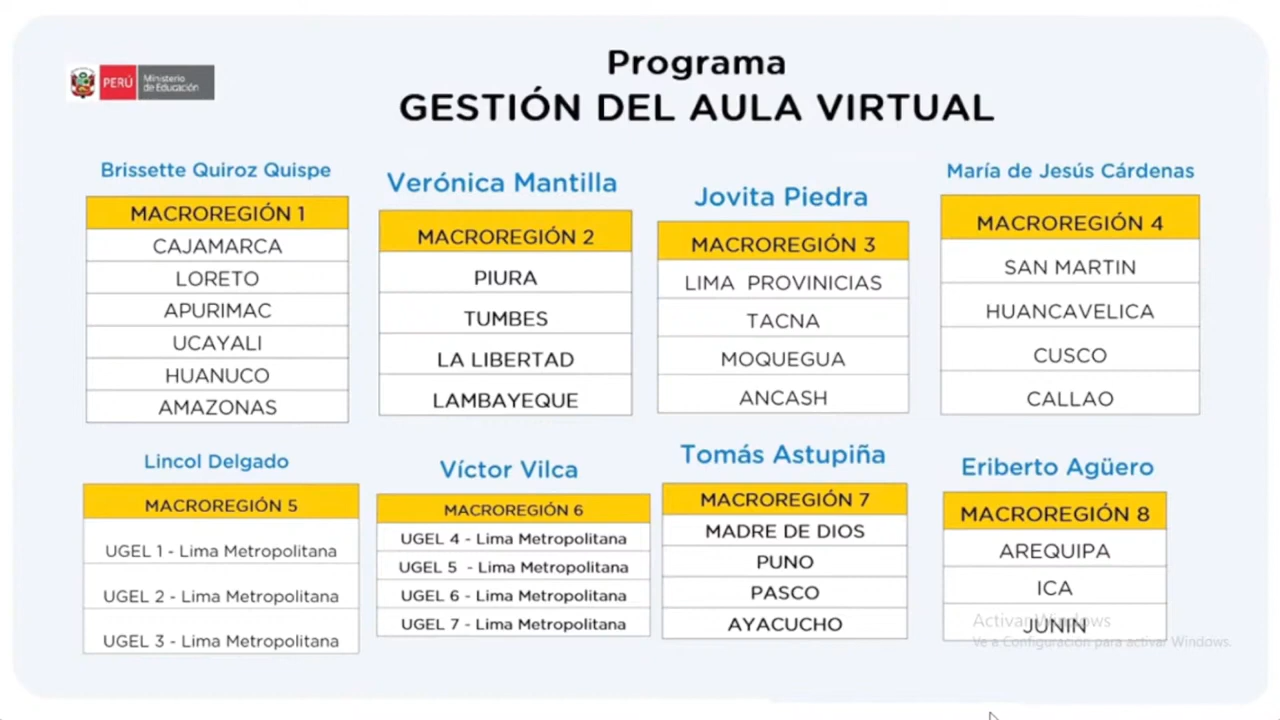 PERÚ
Ministerio
de Educación
Programa
GESTIÓN DEL AULA VIRTUAL
Brissette Quiroz Quispe
MACROREGIÓN 1
CAJAMARCA
LORETO
APURIMAC
UCAYALI
HUANUCO
AMAZONAS
Verónica Mantilla
MACROREGIÓN 2
PIURA
TUMBES
LA LIBERTAD
LAMBAYEQUE
Jovita Piedra
MACROREGIÓN 3
LIMA PROVINICIAS
TACNA
MOQUEGUA
ANCASH
María de Jesús Cárdenas
MACROREGIÓN 4
SAN MARTIN
HUANCAVELICA
CUSCO
CALLAO
Lincol Delgado
MACROREGIÓN 5
UGEL 1 - Lima Metropolitana
UGEL 2 - Lima Metropolitana
UGEL 3 - Lima Metropolitana
Víctor Vilca
MACROREGIÓN 6
UGEL 4 - Lima Metropolitana
UGEL 5 - Lima Metropolitana
UGEL 6 - Lima Metropolitana
UGEL 7 - Lima Metropolitana
Tomás Astupiña
MACROREGIÓN 7
MADRE DE DIOS
PUNO
PASCO
AYACUCHO
Eriberto Agüero
MACROREGIÓN 8
AREQUIPA
ICA
JUNIN
Activar Windows
Ve a Configuración para activar Windows.